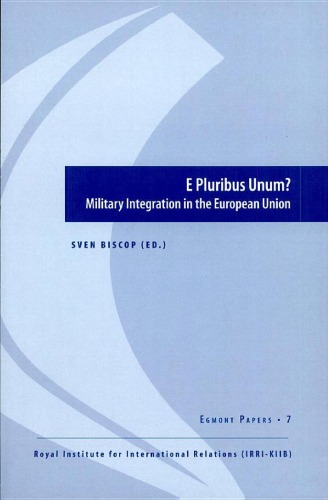 E Pluribus Unum?
Military Integration in the European Union
SVEN BISCOP (ED.)
EGMONT PAPERS • 7
Royal Institute for International Relations (IRRI-KIIB)